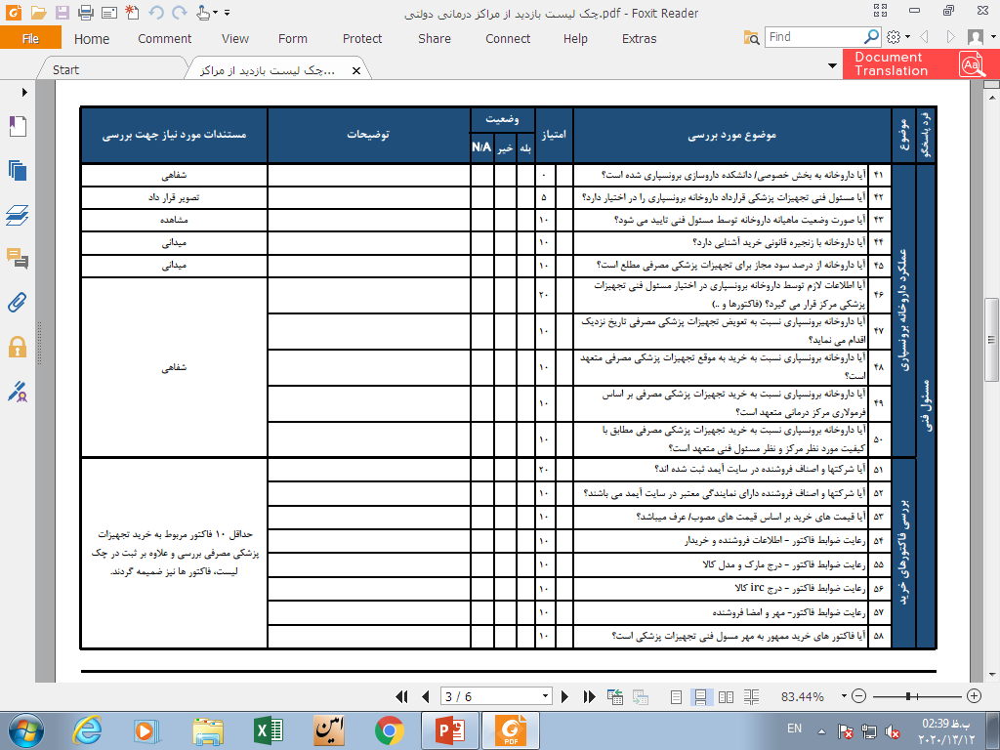 چک لیست بازدید از مراکز درمانی دولتی.pdf - Foxit Reader
File Home Comment View Form Protect Share Connect Help Extras
Find
Document Translation
Start
چک لیست بازدید از مراکز...
فرد پاسخگو موضوع موضوع مورد بررسی امتیاز وضعیت توضیحات مستندات مورد نیاز جهت بررسی
بله خیر N/A
مسئول فنی
عملکرد داروخانه برونسپاری
۴۱ آیا داروخانه به بخش خصوصی/ دانشکده داروسازی برونسپاری شده است؟ ۰ شفاهی
۴۲ آیا مسئول فنی تجهیزات پزشکی قرارداد داروخانه برونسپاری را در اختیار دارد؟ ۵ تصویر قرار داد
۴۳ آیا صورت وضعیت ماهیانه داروخانه توسط مسئول فنی تایید می شود؟ ۱۰ مشاهده
۴۴ آیا داروخانه با زنجیره قانونی خرید آشنایی دارد؟ ۱۰ میدانی
۴۵ آیا داروخانه از درصد سود مجاز برای تجهیزات پزشکی مصرفی مطلع است؟ ۱۰ میدانی
۴۶ آیا اطلاعات لازم توسط داروخانه برونسپاری در اختیار مسئول فنی تجهیزات
پزشکی مرکز قرار می گیرد؟ (فاکتورها و ..) ۲۰
۴۷ آیا داروخانه برونسپاری نسبت به تعویض تجهیزات پزشکی مصرفی تاریخ نزدیک
اقدام می نماید؟ ۱۰
۴۸ آیا داروخانه برونسپاری نسبت به خرید به موقع تجهیزات پزشکی مصرفی متعهد
است؟ ۱۰ شفاهی
۴۹ آیا داروخانه برونسپاری نسبت به خرید تجهیزات پزشکی مصرفی بر اساس
فرمولاری مرکز درمانی متعهد است؟ ۱۰
۵۰ آیا داروخانه برونسپاری نسبت به خرید تجهیزات پزشکی مصرفی مطابق با
کیفیت مورد نظر مرکز و نظر مسئول فنی متعهد است؟ ۱۰
بررسی فاکتورهای خرید
۵۱ آیا شرکتها و اصناف فروشنده در سایت آیمد ثبت شده اند؟ ۲۰
۵۲ آیا شرکتها و اصناف فروشنده دارای نمایندگی معتبر در سایت آیمد می باشند؟ ۱۰
۵۳ آیا قیمت های خرید بر اساس قیمت های مصوب/ عرف میباشد؟ ۱۰
۵۴ رعایت ضوابط فاکتور - اطلاعات فروشنده و خریدار ۱۰
۵۵ رعایت ضوابط فاکتور - درج مارک و مدل کالا ۱۰
۵۶ رعایت ضوابط فاکتور - درج irc کالا ۱۰
۵۷ رعایت ضوابط فاکتور- مهر و امضا فروشنده ۱۰
۵۸ آیا فاکتور های خرید ممهور به مهر مسول فنی تجهیزات پزشکی است؟ ۱۰
حداقل ۱۰ فاکتور مربوط به خرید تجهیزات
پزشکی مصرفی بررسی و علاوه بر ثبت در چک
لیست، فاکتور ها نیز ضمیمه گردند.
3 / 6 83.44%
امین
EN
02:39 ب.ظ
۲۰۲۰/۱۲/۱۲